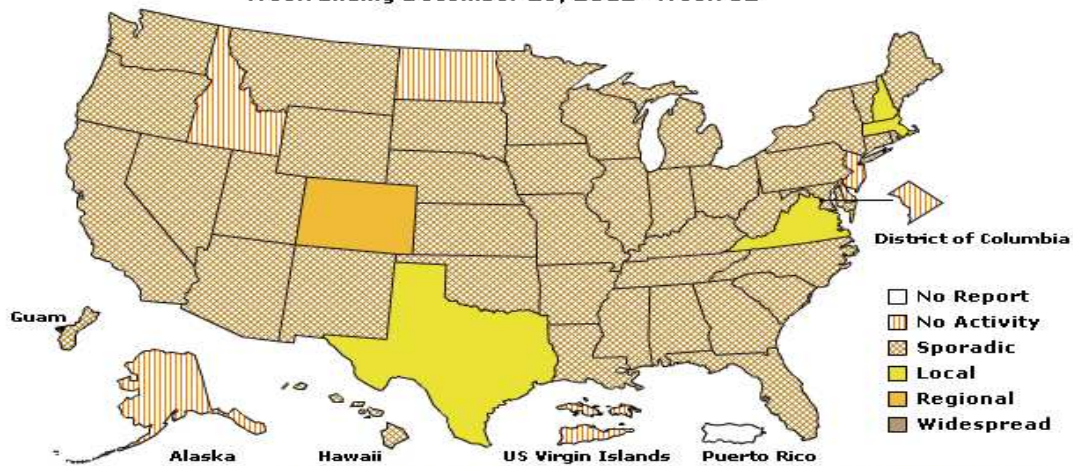 District of Columbia
No Report
Guam
No Activity
Sporadic
Local
Regional
Widespread
Alaska
Hawaii
US Virgin Islands
Puerto Rico